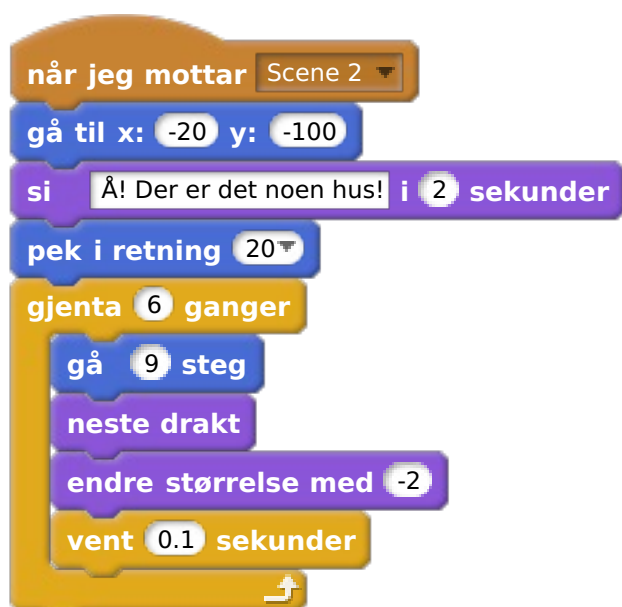 når jeg mottar Scene 2
gå til x: -20 y: -100
si Å! Der er det noen hus! i 2 sekunder
pek i retning 20
gjenta 6 ganger
gå 9 steg
neste drakt
endre størrelse med -2
vent 0.1 sekunder